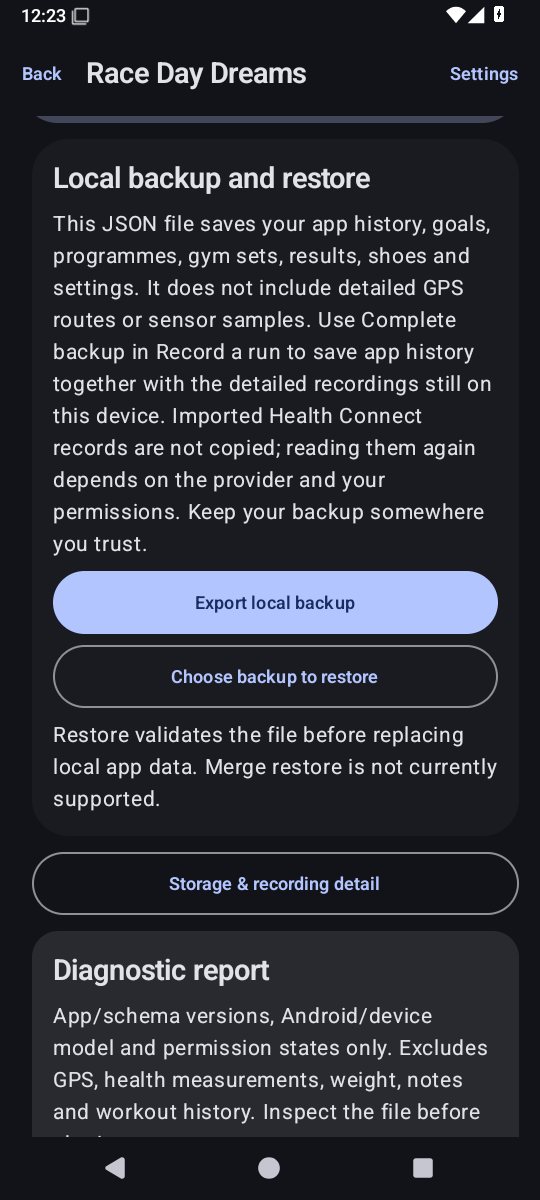 12:23
Back
Race Day Dreams
Settings
Local backup and restore
This JSON file saves your app history, goals,
programmes, gym sets, results, shoes and
settings. It does not include detailed GPS
routes or sensor samples. Use Complete
backup in Record a run to save app history
together with the detailed recordings still on
this device. Imported Health Connect
records are not copied; reading them again
depends on the provider and your
permissions. Keep your backup somewhere
you trust.
Export local backup
Choose backup to restore
Restore validates the file before replacing
local app data. Merge restore is not currently
supported.
Storage & recording detail
Diagnostic report
App/schema versions, Android/device
model and permission states only. Excludes
GPS, health measurements, weight, notes
and workout history. Inspect the file before